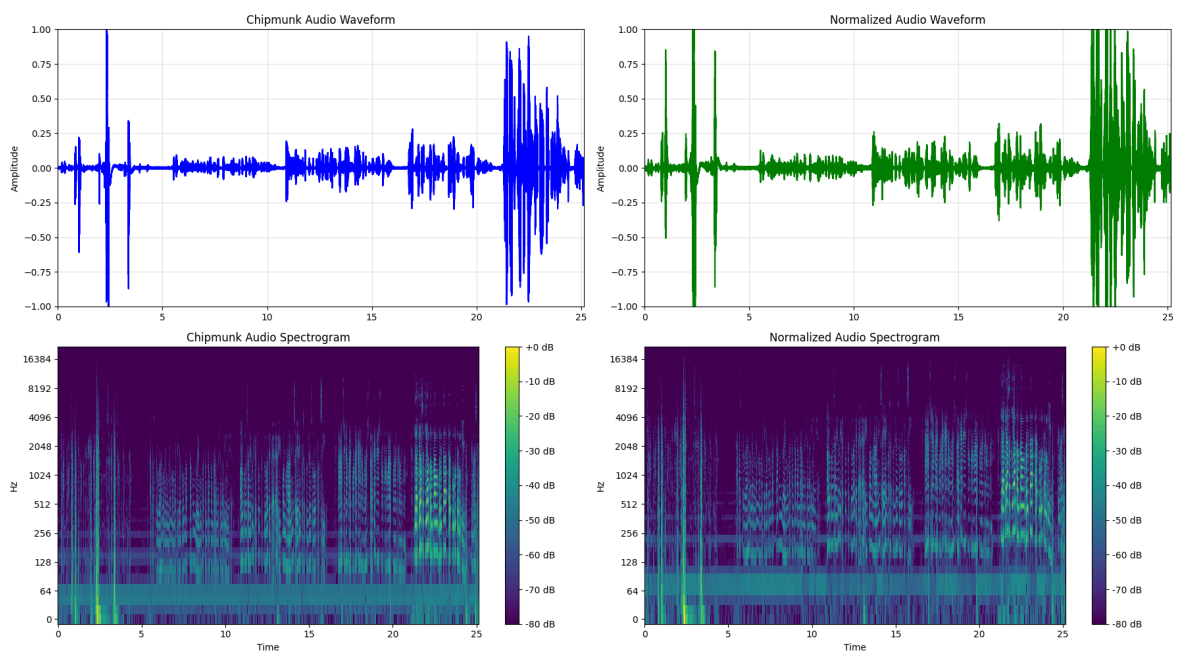 Chipmunk Audio Waveform
1.00
0.75
0.50
0.25
0.00
−0.25
−0.50
−0.75
−1.00
Amplitude
0 5 10 15 20 25
Normalized Audio Waveform
1.00
0.75
0.50
0.25
0.00
−0.25
−0.50
−0.75
−1.00
Amplitude
0 5 10 15 20 25
Chipmunk Audio Spectrogram
16384
8192
4096
2048
1024
512
256
128
64
0
Hz
0 5 10 15 20 25
Time
+0 dB
-10 dB
-20 dB
-30 dB
-40 dB
-50 dB
-60 dB
-70 dB
-80 dB
Normalized Audio Spectrogram
16384
8192
4096
2048
1024
512
256
128
64
0
Hz
0 5 10 15 20 25
Time
+0 dB
-10 dB
-20 dB
-30 dB
-40 dB
-50 dB
-60 dB
-70 dB
-80 dB